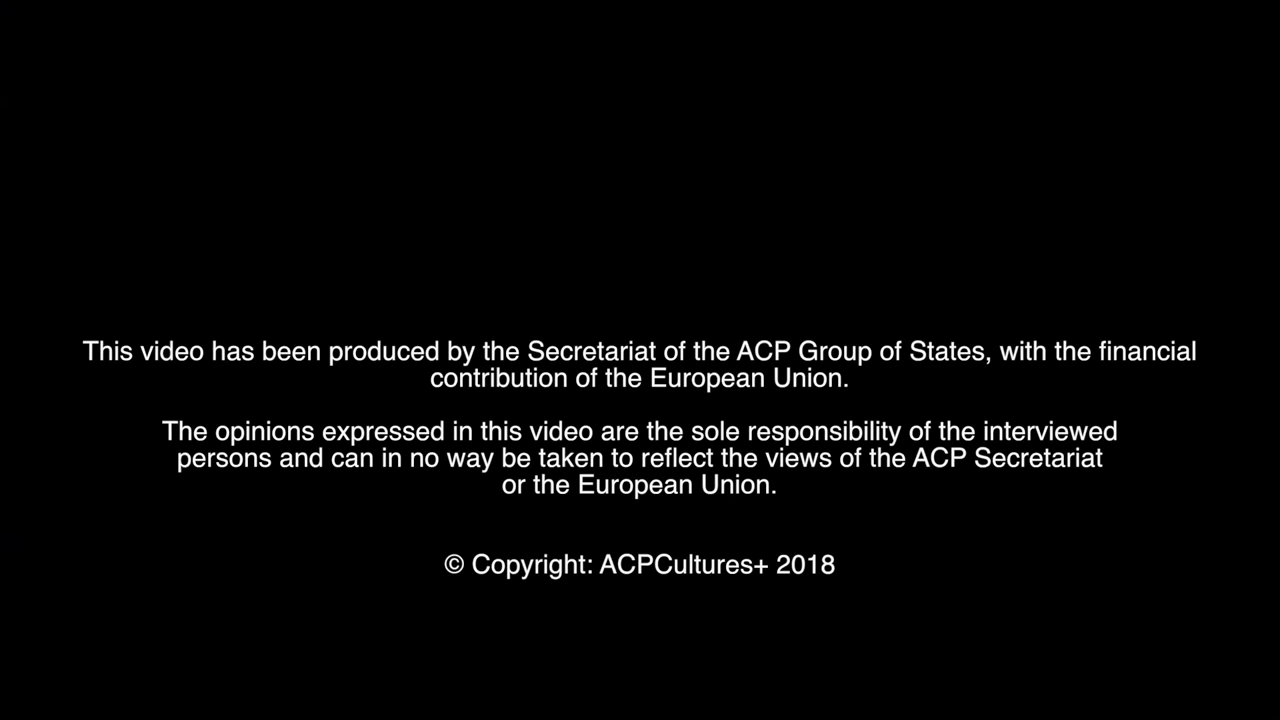 This video has been produced by the Secretariat of the ACP Group of States, with the financial
contribution of the European Union.
The opinions expressed in this video are the sole responsibility of the interviewed
persons and can in no way be taken to reflect the views of the ACP Secretariat
or the European Union.
© Copyright: ACPCultures+ 2018